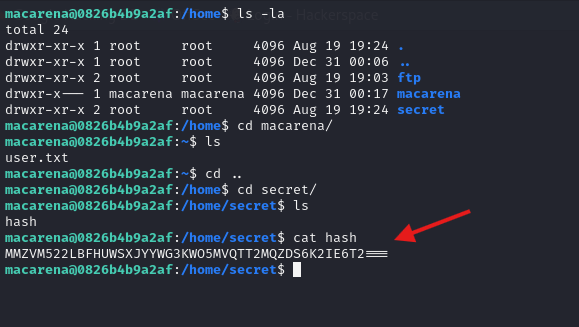 macarena@0826b4b9a2af:/home$ ls -la
total 24
drwxr-xr-x 1 root     root     4096 Aug 19 19:24 .
drwxr-xr-x 1 root     root     4096 Dec 31 00:06 ..
drwxr-xr-x 2 root     root     4096 Aug 19 19:03 ftp
drwxr-x--- 1 macarena macarena 4096 Dec 31 00:17 macarena
drwxr-xr-x 2 root     root     4096 Aug 19 19:24 secret
macarena@0826b4b9a2af:/home$ cd macarena/
macarena@0826b4b9a2af:~$ ls
user.txt
macarena@0826b4b9a2af:~$ cd ..
macarena@0826b4b9a2af:/home$ cd secret/
macarena@0826b4b9a2af:/home/secret$ ls
hash
macarena@0826b4b9a2af:/home/secret$ cat hash
MMZVM522LBFHUWSXJYYWG3KWO5MVQTT2MQZDS6K2IE6T2===
macarena@0826b4b9a2af:/home/secret$